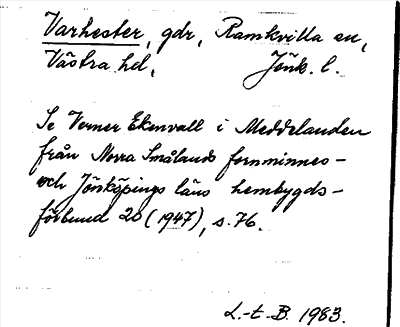 Varhester, gdr, Ramkvilla sn,
Västra hd, Jönk. l.
Se Verner Ekenvall i Meddelanden
från Norra Smålands fornminnes-
och Jönköpings läns hembygds-
förbund 20 (1947), s. 76.
L.-t. B. 1983.